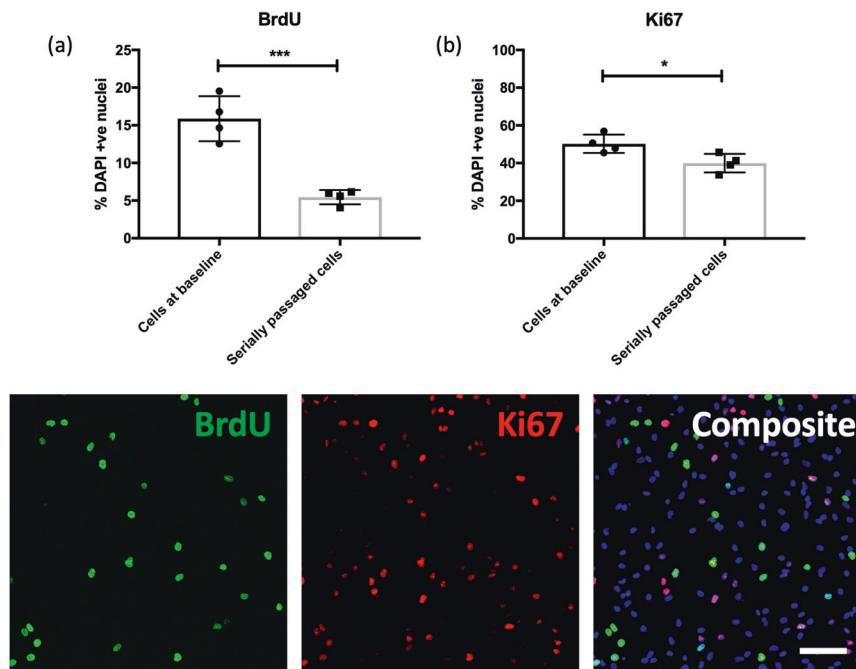 BrdU
(a)
% DAPI +ve nuclei
25
20
15
10
5
0
***
Cells at baseline
Serially passaged cells
Ki67
(b)
% DAPI +ve nuclei
100
80
60
40
20
0
*
Cells at baseline
Serially passaged cells
BrdU
Ki67
Composite